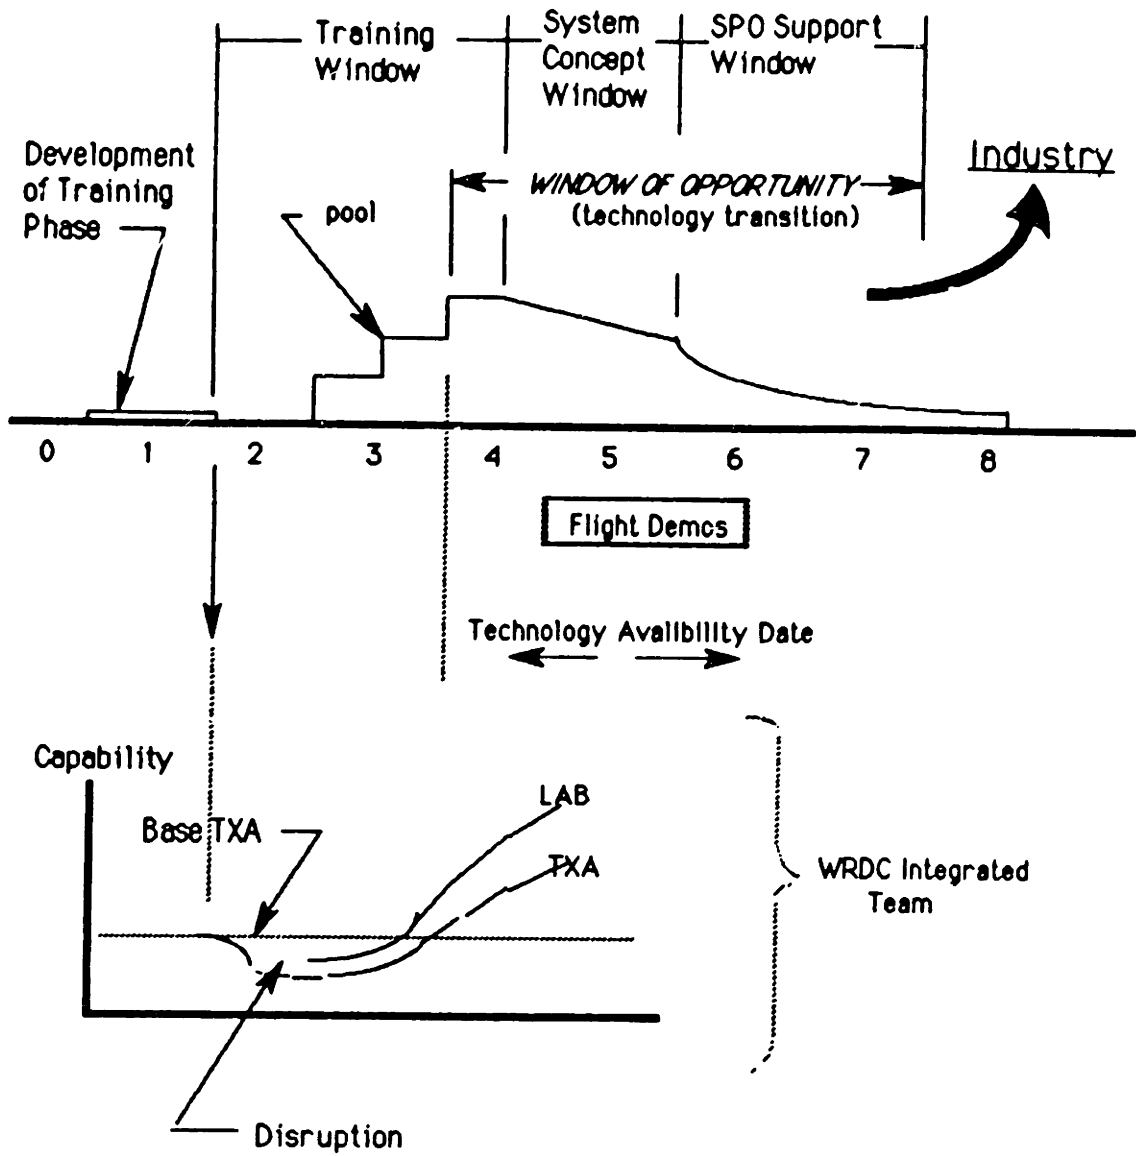 Training
Window
System
Concept
Window
SPO Support
Window
Development
of Training
Phase
Industry
WINDOW OF OPPORTUNITY
(technology transition)
pool
0 1 2 3 4 5 6 7 8
Flight Demos
Technology Availbility Date
Capability
LAB
Base TXA
TXA
WRDC Integrated
Team
Disruption